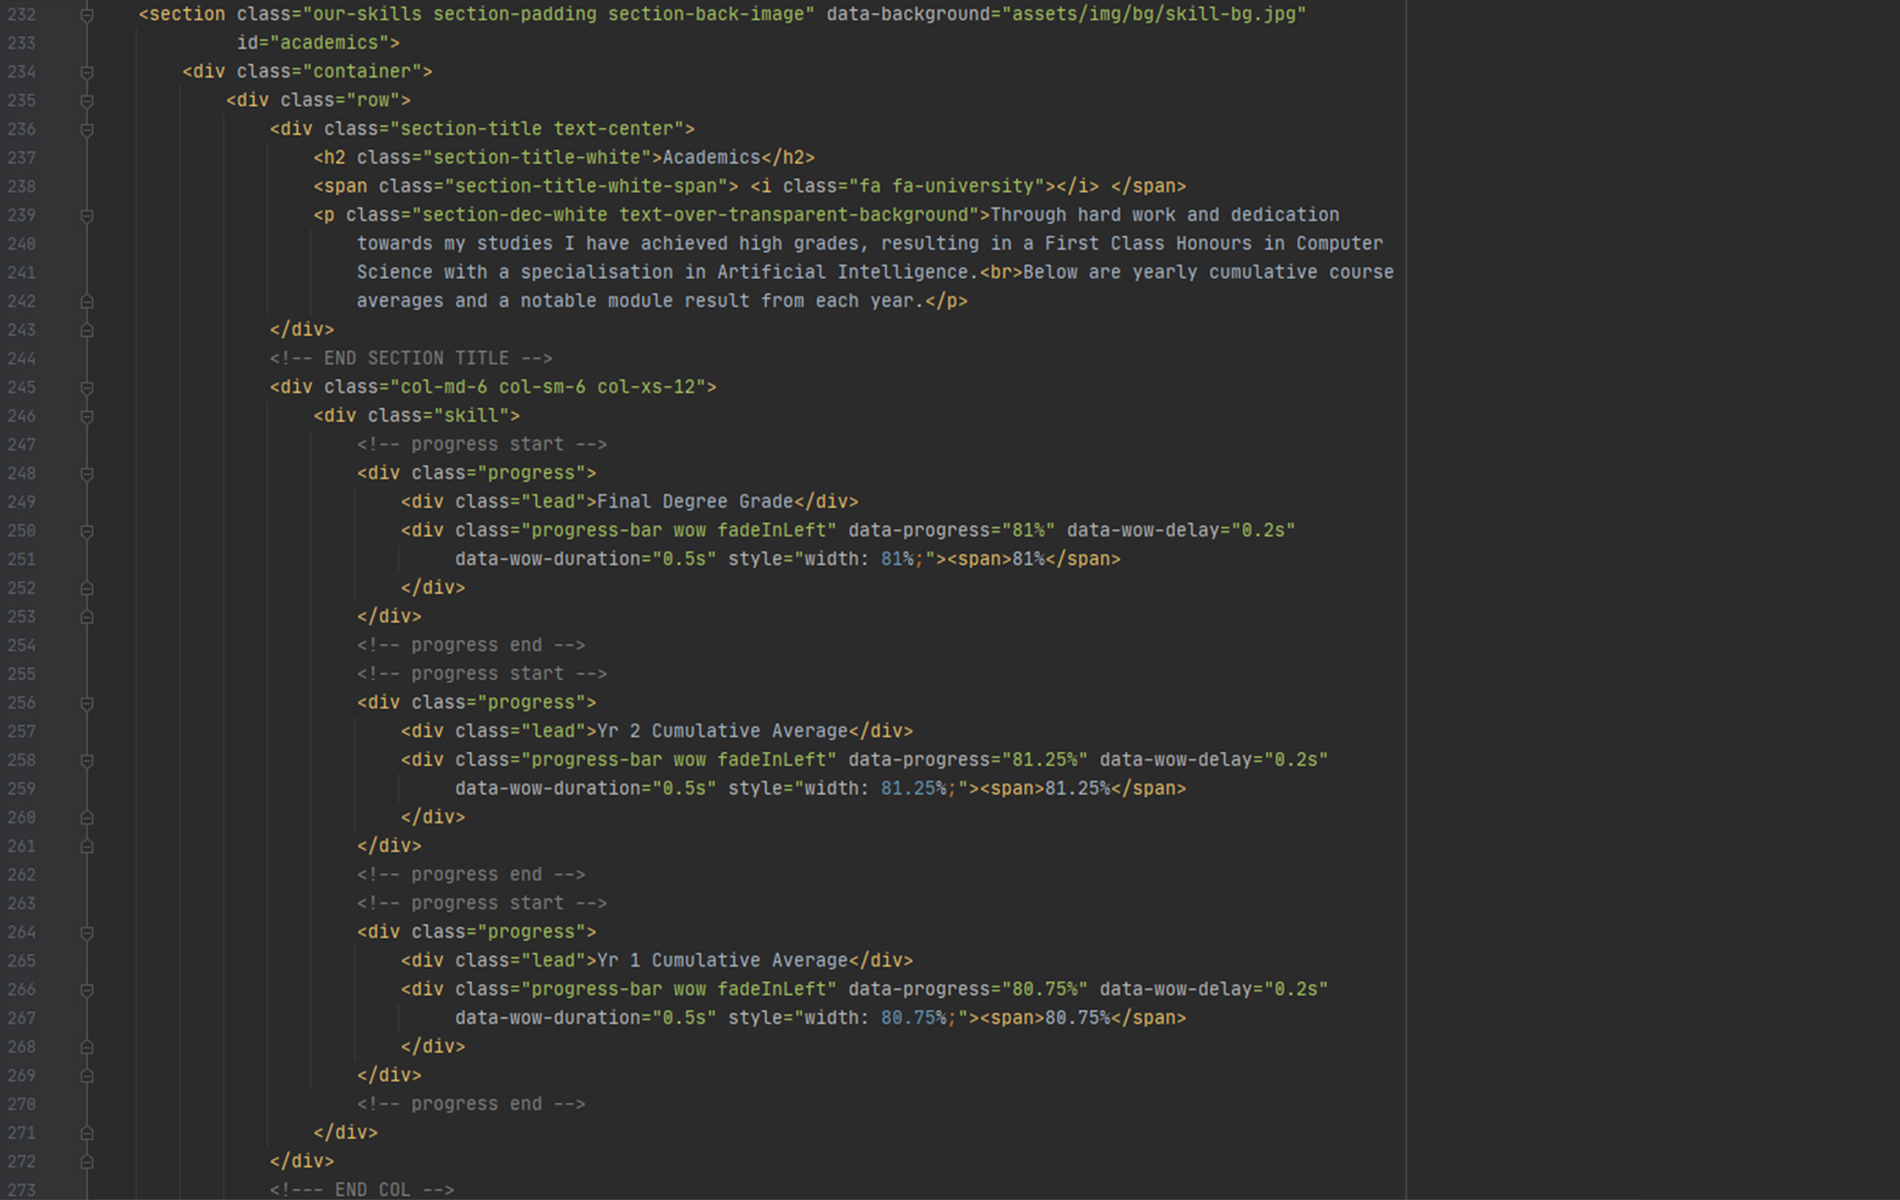 232 <section class="our-skills section-padding section-back-image" data-background="assets/img/bg/skill-bg.jpg"
233 id="academics">
234 <div class="container">
235 <div class="row">
236 <div class="section-title text-center">
237 <h2 class="section-title-white">Academics</h2>
238 <span class="section-title-white-span"> <i class="fa fa-university"></i> </span>
239 <p class="section-dec-white text-over-transparent-background">Through hard work and dedication
240 towards my studies I have achieved high grades, resulting in a First Class Honours in Computer
241 Science with a specialisation in Artificial Intelligence.<br>Below are yearly cumulative course
242 averages and a notable module result from each year.</p>
243 </div>
244 <!-- END SECTION TITLE -->
245 <div class="col-md-6 col-sm-6 col-xs-12">
246 <div class="skill">
247 <!-- progress start -->
248 <div class="progress">
249 <div class="lead">Final Degree Grade</div>
250 <div class="progress-bar wow fadeInLeft" data-progress="81%" data-wow-delay="0.2s"
251 data-wow-duration="0.5s" style="width: 81%;"><span>81%</span>
252 </div>
253 </div>
254 <!-- progress end -->
255 <!-- progress start -->
256 <div class="progress">
257 <div class="lead">Yr 2 Cumulative Average</div>
258 <div class="progress-bar wow fadeInLeft" data-progress="81.25%" data-wow-delay="0.2s"
259 data-wow-duration="0.5s" style="width: 81.25%;"><span>81.25%</span>
260 </div>
261 </div>
262 <!-- progress end -->
263 <!-- progress start -->
264 <div class="progress">
265 <div class="lead">Yr 1 Cumulative Average</div>
266 <div class="progress-bar wow fadeInLeft" data-progress="80.75%" data-wow-delay="0.2s"
267 data-wow-duration="0.5s" style="width: 80.75%;"><span>80.75%</span>
268 </div>
269 </div>
270 <!-- progress end -->
271 </div>
272 </div>
273 <!--- END COL -->